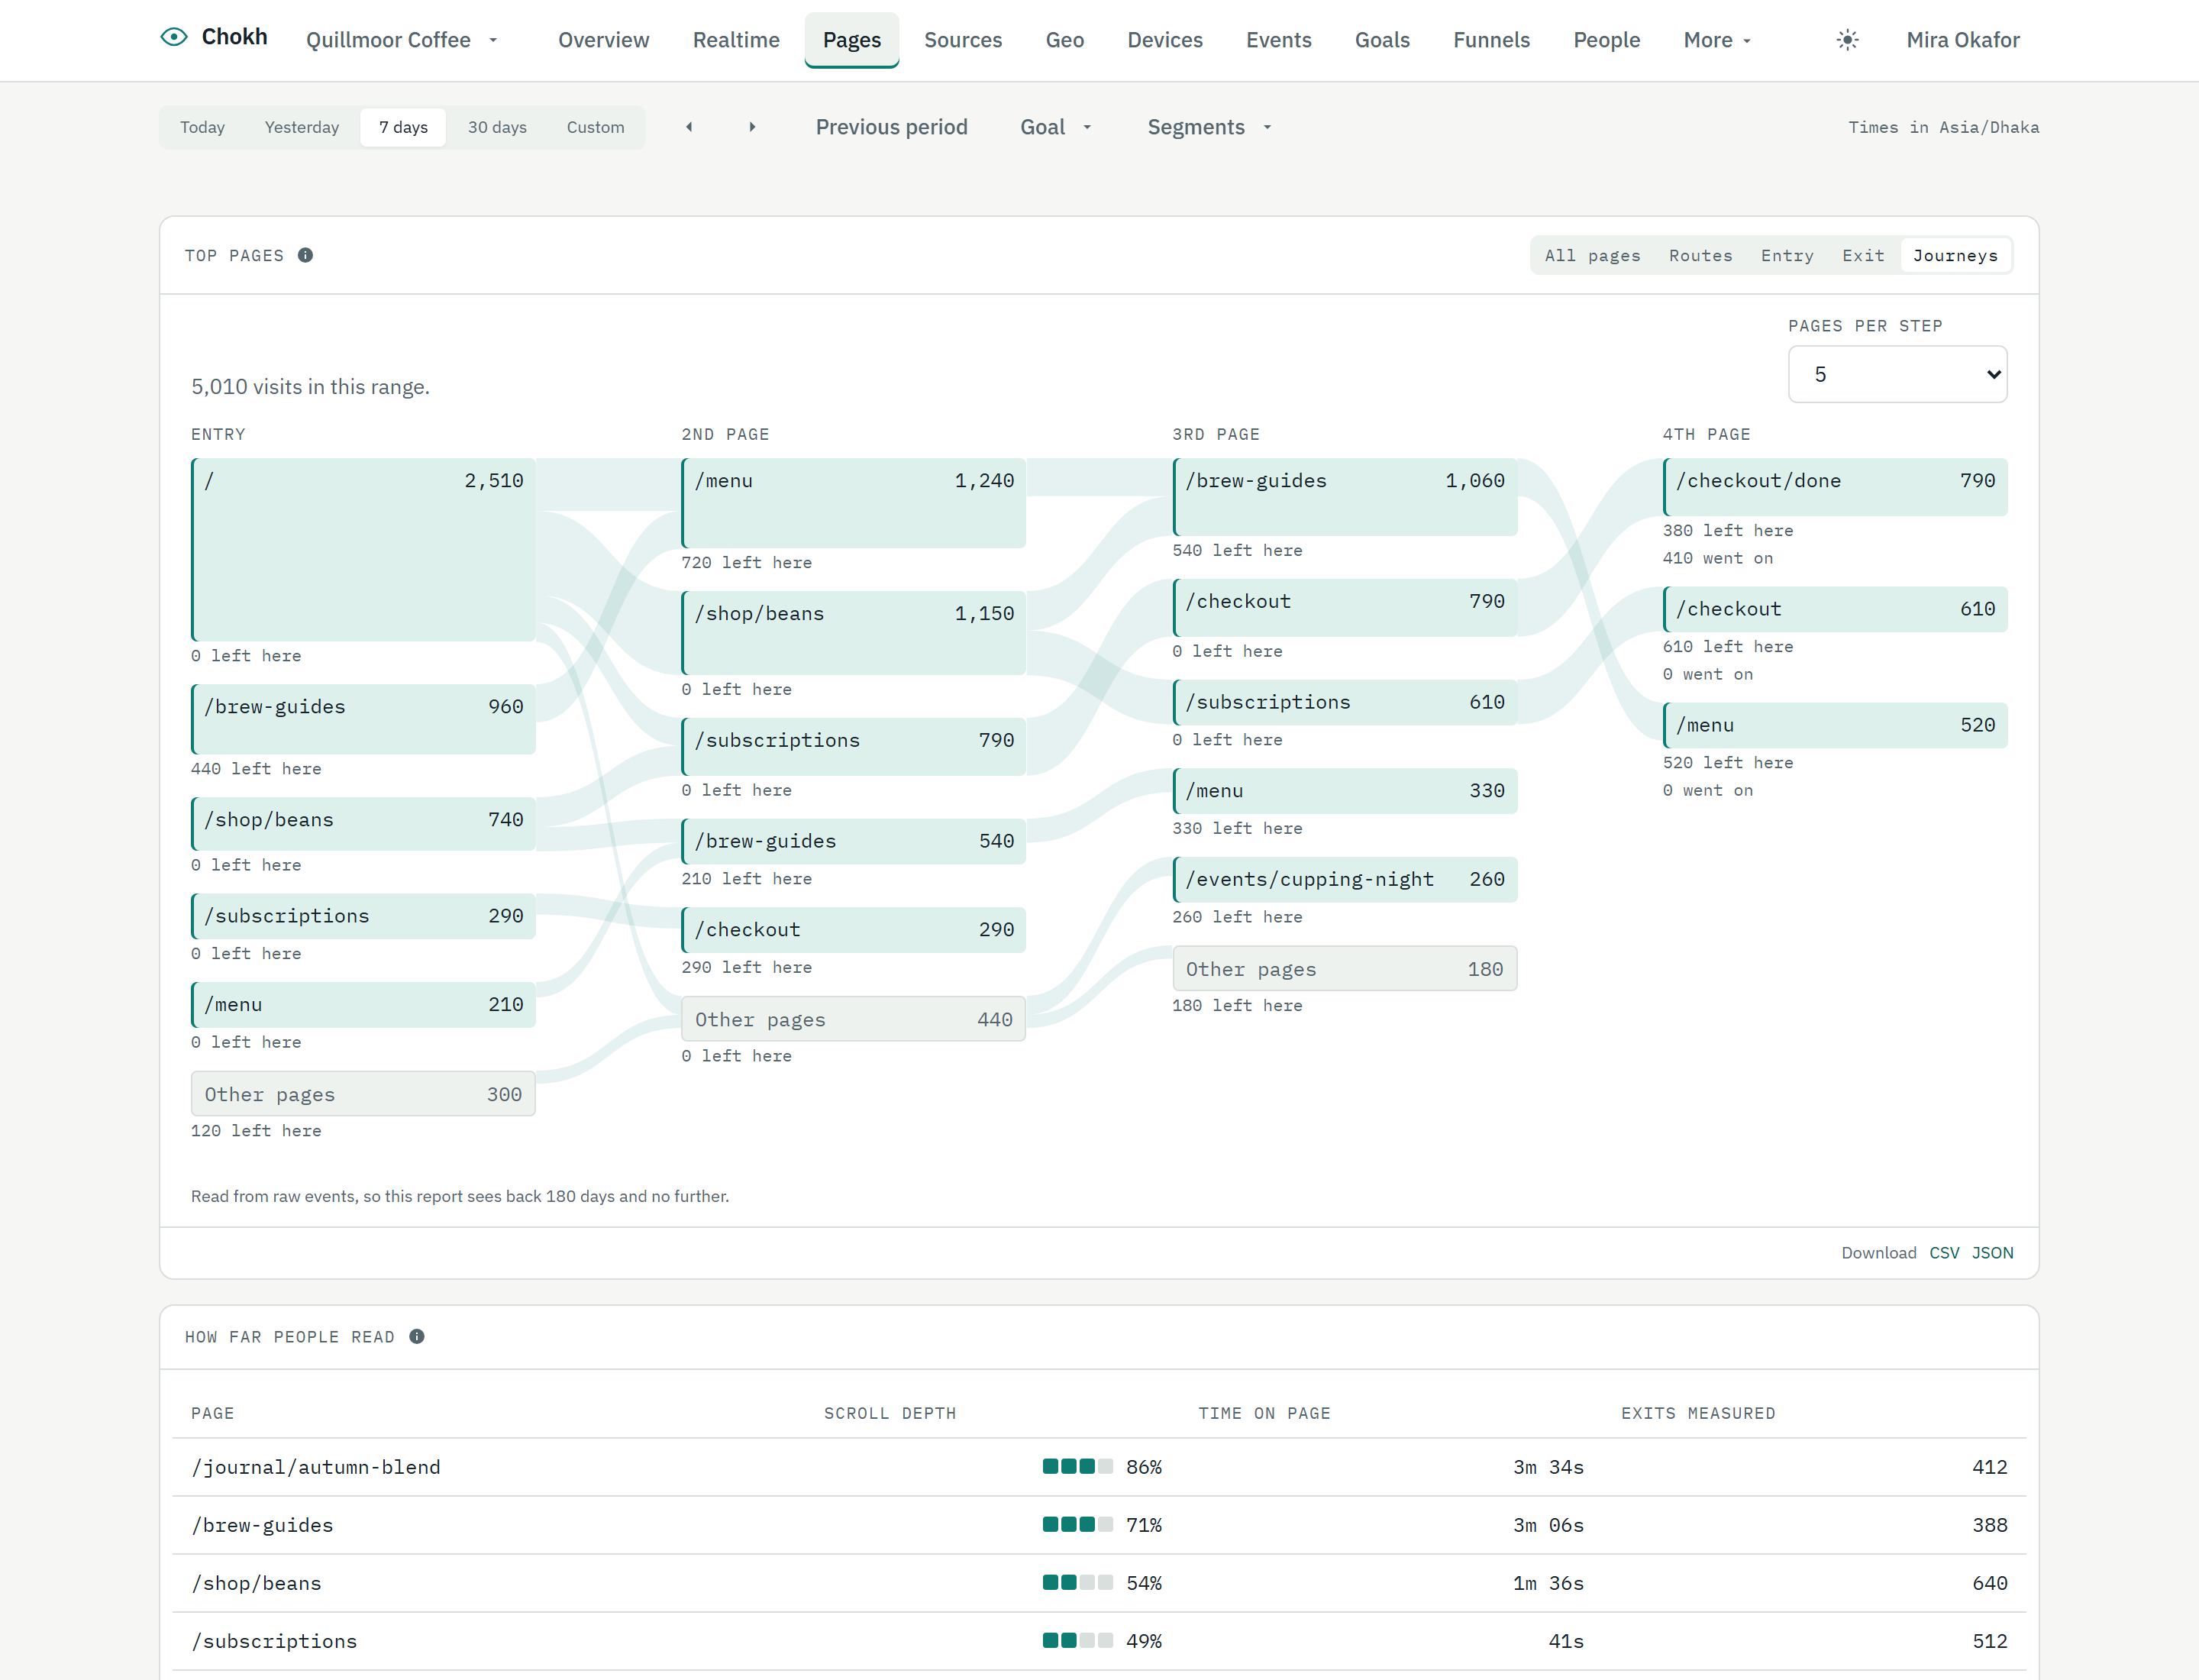 Chokh Quillmoor Coffee Overview Realtime Pages Sources Geo Devices Events Goals Funnels People More Mira Okafor
Today Yesterday 7 days 30 days Custom Previous period Goal Segments Times in Asia/Dhaka
TOP PAGES All pages Routes Entry Exit Journeys
PAGES PER STEP
5
5,010 visits in this range.
ENTRY
/ 2,510
0 left here
/brew-guides 960
440 left here
/shop/beans 740
0 left here
/subscriptions 290
0 left here
/menu 210
0 left here
Other pages 300
120 left here
2ND PAGE
/menu 1,240
720 left here
/shop/beans 1,150
0 left here
/subscriptions 790
0 left here
/brew-guides 540
210 left here
/checkout 290
290 left here
Other pages 440
0 left here
3RD PAGE
/brew-guides 1,060
540 left here
/checkout 790
0 left here
/subscriptions 610
0 left here
/menu 330
330 left here
/events/cupping-night 260
260 left here
Other pages 180
180 left here
4TH PAGE
/checkout/done 790
380 left here
410 went on
/checkout 610
610 left here
0 went on
/menu 520
520 left here
0 went on
Read from raw events, so this report sees back 180 days and no further.
Download CSV JSON
HOW FAR PEOPLE READ
PAGE SCROLL DEPTH TIME ON PAGE EXITS MEASURED
/journal/autumn-blend 86% 3m 34s 412
/brew-guides 71% 3m 06s 388
/shop/beans 54% 1m 36s 640
/subscriptions 49% 41s 512